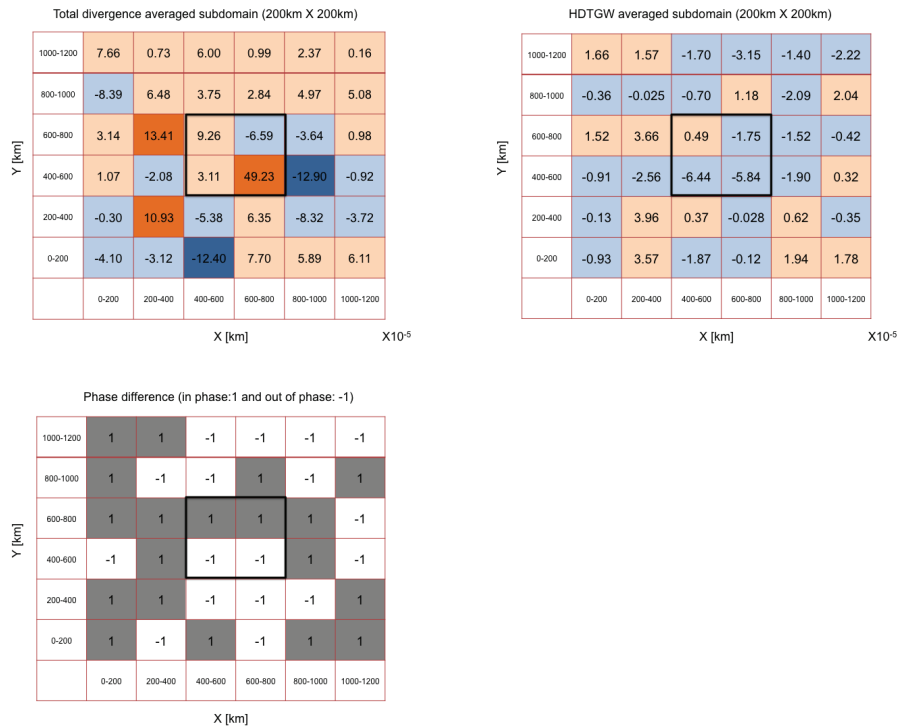 Total divergence averaged subdomain (200km X 200km)
1000-1200 7.66 0.73 6.00 0.99 2.37 0.16
800-1000 -8.39 6.48 3.75 2.84 4.97 5.08
600-800 3.14 13.41 9.26 -6.59 -3.64 0.98
400-600 1.07 -2.08 3.11 49.23 -12.90 -0.92
200-400 -0.30 10.93 -5.38 6.35 -8.32 -3.72
0-200 -4.10 -3.12 -12.40 7.70 5.89 6.11
0-200 200-400 400-600 600-800 800-1000 1000-1200
Y [km]
X [km] X10-5
HDTGW averaged subdomain (200km X 200km)
1000-1200 1.66 1.57 -1.70 -3.15 -1.40 -2.22
800-1000 -0.36 -0.025 -0.70 1.18 -2.09 2.04
600-800 1.52 3.66 0.49 -1.75 -1.52 -0.42
400-600 -0.91 -2.56 -6.44 -5.84 -1.90 0.32
200-400 -0.13 3.96 0.37 -0.028 0.62 -0.35
0-200 -0.93 3.57 -1.87 -0.12 1.94 1.78
0-200 200-400 400-600 600-800 800-1000 1000-1200
Y [km]
X [km] X10-5
Phase difference (in phase:1 and out of phase: -1)
1000-1200 1 1 -1 -1 -1 -1
800-1000 1 -1 -1 1 -1 1
600-800 1 1 1 1 1 -1
400-600 -1 1 -1 -1 1 -1
200-400 1 1 -1 -1 -1 1
0-200 1 -1 1 -1 1 1
0-200 200-400 400-600 600-800 800-1000 1000-1200
Y [km]
X [km]